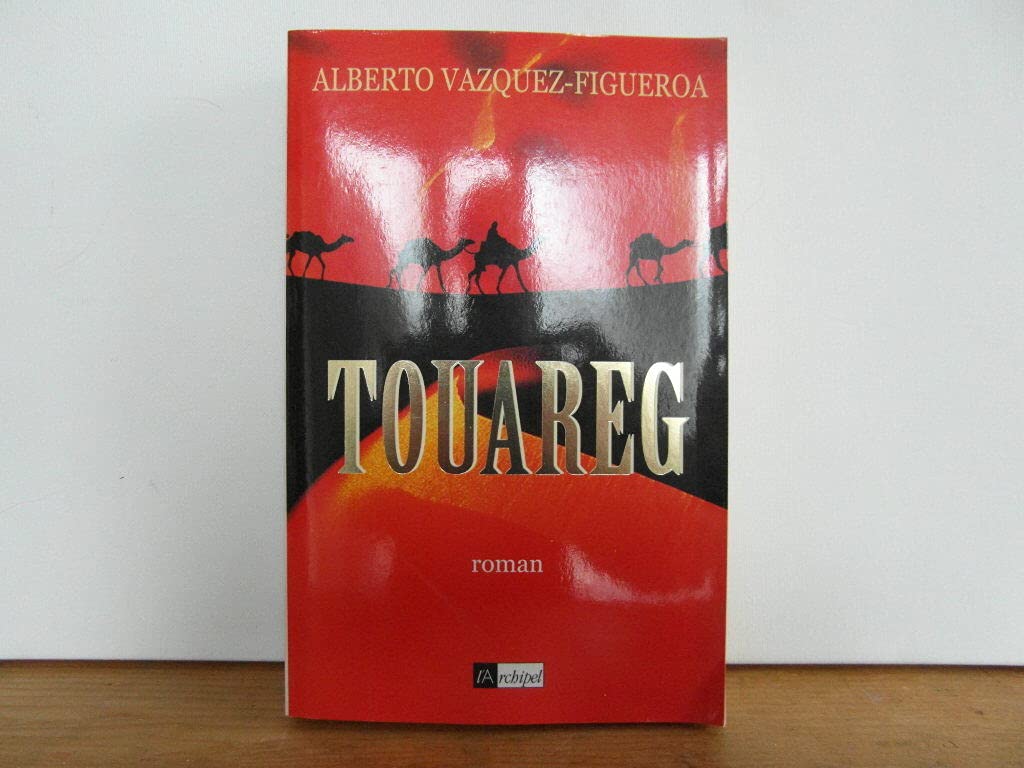 ALBERTO VAZQUEZ-FIGUEROA
TOUAREG
roman
l'Archipel